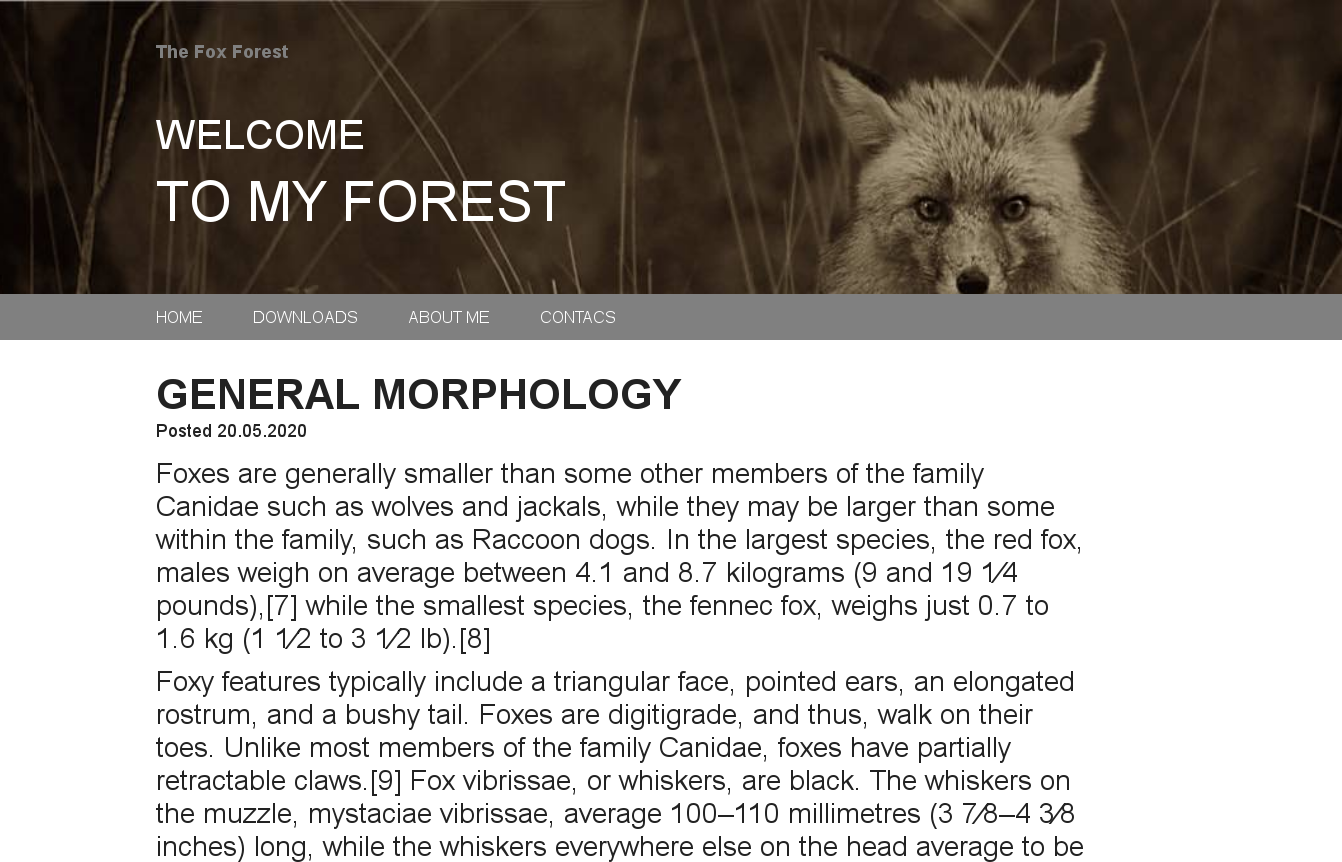 The Fox Forest
WELCOME
TO MY FOREST
HOME DOWNLOADS ABOUT ME CONTACS
GENERAL MORPHOLOGY
Posted 20.05.2020
Foxes are generally smaller than some other members of the family
Canidae such as wolves and jackals, while they may be larger than some
within the family, such as Raccoon dogs. In the largest species, the red fox,
males weigh on average between 4.1 and 8.7 kilograms (9 and 19 1⁄4
pounds),[7] while the smallest species, the fennec fox, weighs just 0.7 to
1.6 kg (1 1⁄2 to 3 1⁄2 lb).[8]
Foxy features typically include a triangular face, pointed ears, an elongated
rostrum, and a bushy tail. Foxes are digitigrade, and thus, walk on their
toes. Unlike most members of the family Canidae, foxes have partially
retractable claws.[9] Fox vibrissae, or whiskers, are black. The whiskers on
the muzzle, mystaciae vibrissae, average 100–110 millimetres (3 7⁄8–4 3⁄8
inches) long, while the whiskers everywhere else on the head average to be